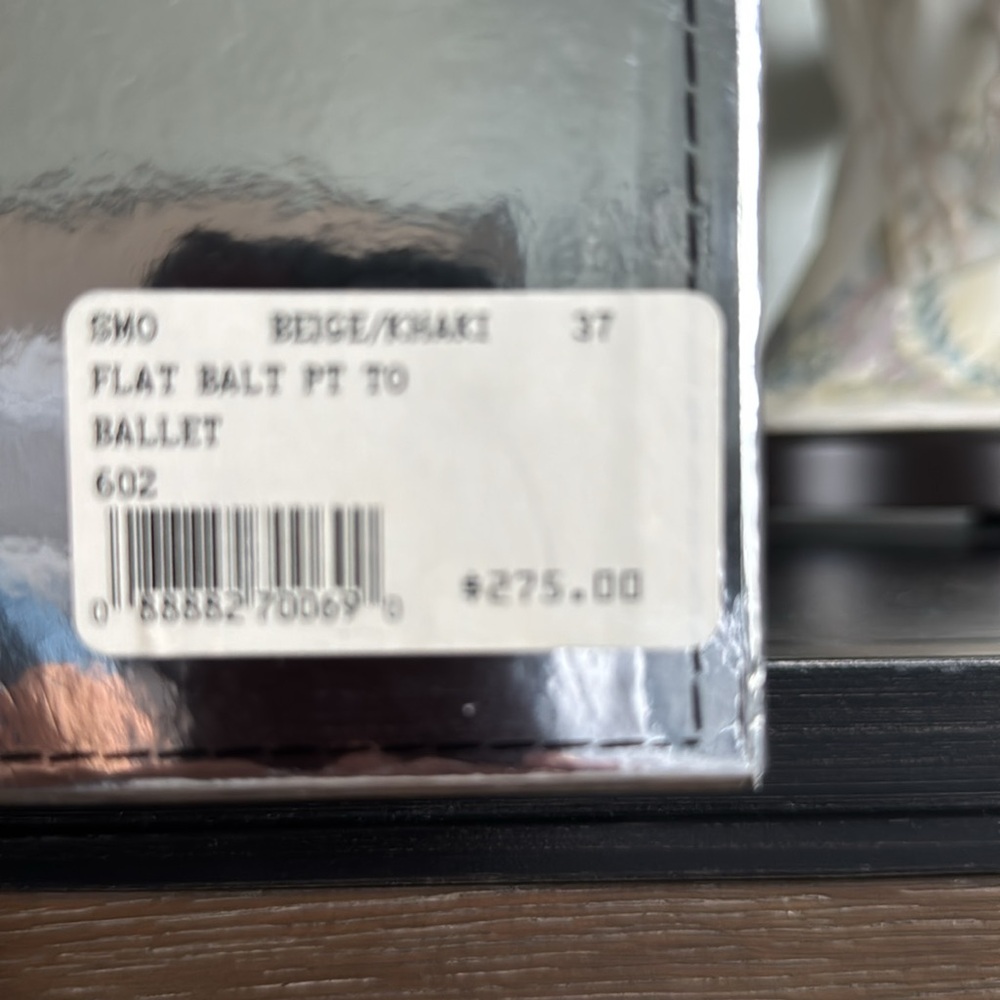 SMO BEIGE/KHAKI 37
FLAT BALT PT TO
BALLET
602
0 88882 70069 0 $275.00